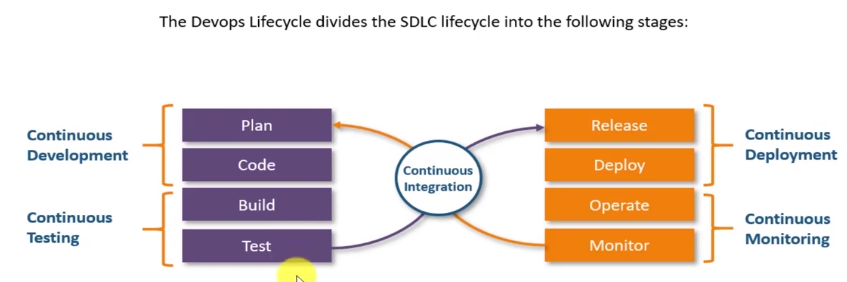 The Devops Lifecycle divides the SDLC lifecycle into the following stages:
Continuous
Development
Continuous
Testing
Plan
Code
Build
Test
Continuous
Integration
Release
Deploy
Operate
Monitor
Continuous
Deployment
Continuous
Monitoring